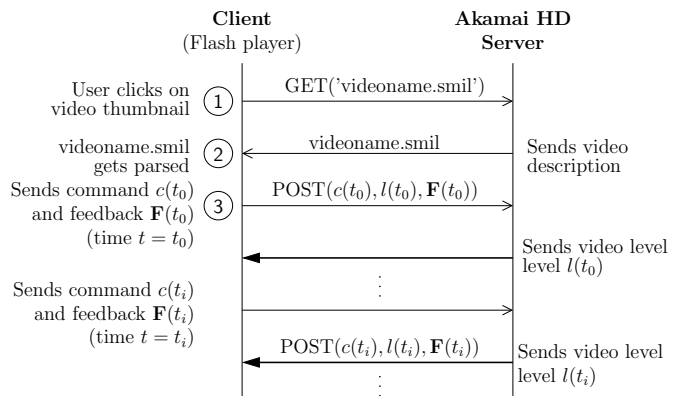 Client
(Flash player)
Akamai HD
Server
User clicks on
video thumbnail
1
GET('videoname.smil')
videoname.smil
gets parsed
2
videoname.smil
Sends video
description
Sends command c(t₀)
and feedback F(t₀)
(time t = t₀)
3
POST(c(t₀), l(t₀), F(t₀))
Sends video level
level l(t₀)
Sends command c(tᵢ)
and feedback F(tᵢ)
(time t = tᵢ)
POST(c(tᵢ), l(tᵢ), F(tᵢ))
Sends video level
level l(tᵢ)